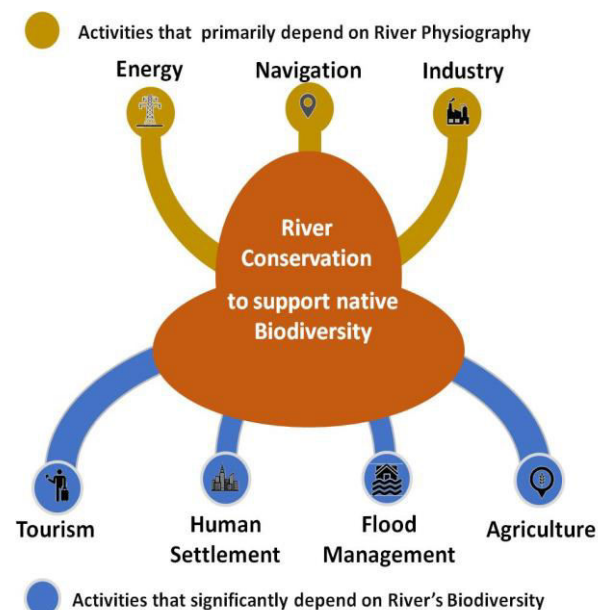 Activities that primarily depend on River Physiography
Energy Navigation Industry
River
Conservation
to support native
Biodiversity
Tourism Human Settlement Flood Management Agriculture
Activities that significantly depend on River's Biodiversity